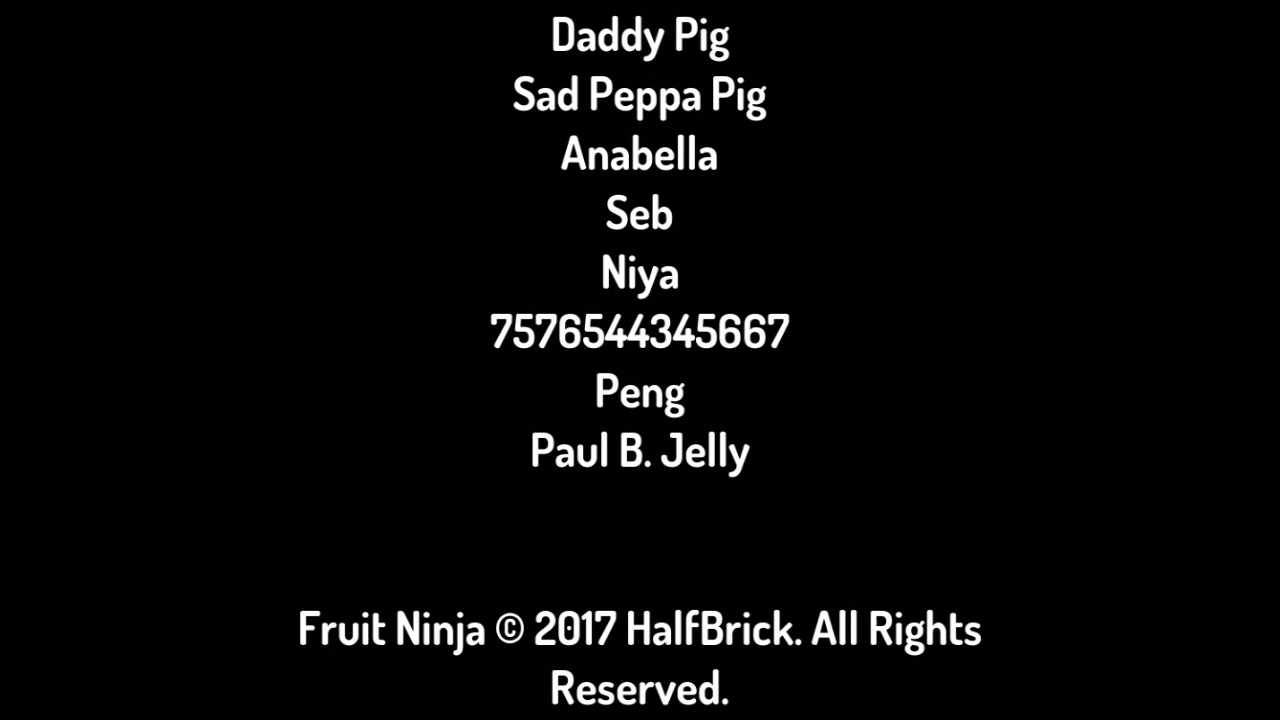 Daddy Pig
Sad Peppa Pig
Anabella
Seb
Niya
7576544345667
Peng
Paul B. Jelly
Fruit Ninja © 2017 HalfBrick. All Rights
Reserved.